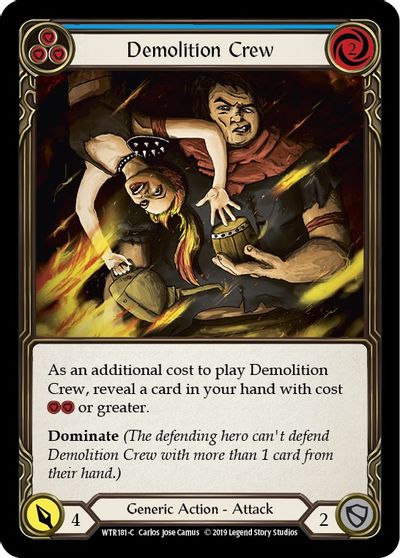 Demolition Crew
2
As an additional cost to play Demolition
Crew, reveal a card in your hand with cost
or greater.
Dominate (The defending hero can't defend
Demolition Crew with more than 1 card from
their hand.)
4
Generic Action - Attack
2
WTR181-C Carlos Jose Camus © 2019 Legend Story Studios